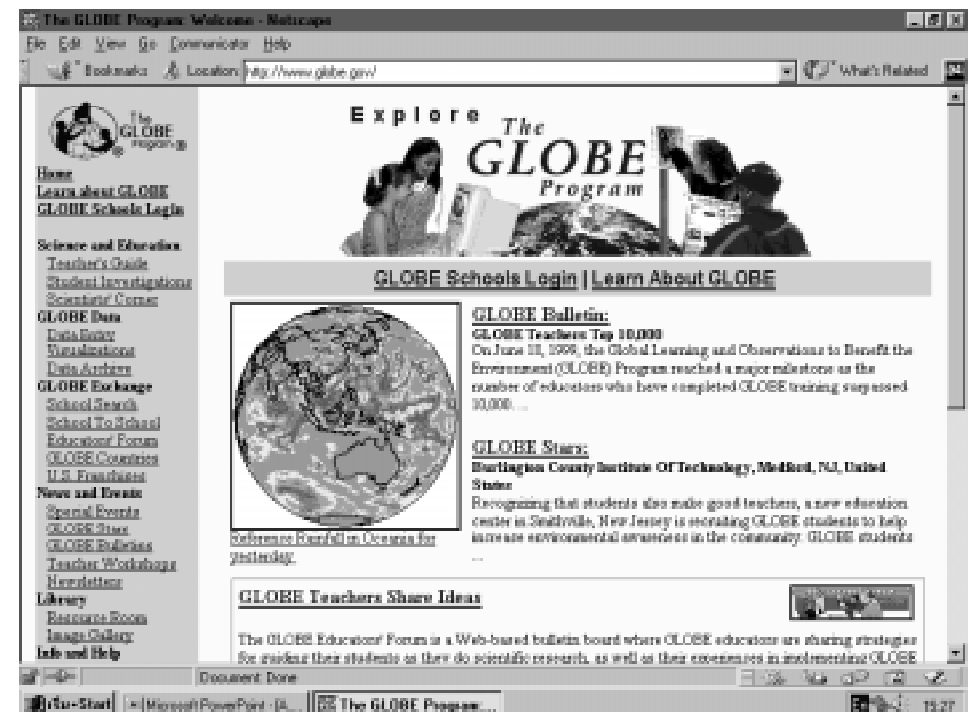 The GLOBE Program: Welcome - Netscape
File Edit View Go Communicator Help
Bookmarks Location: http://www.globe.gov/ What's Related
The
GLOBE
Program
Home
Learn about GLOBE
GLOBE Schools Login
Science and Education
Teacher's Guide
Student Investigations
Scientists' Corner
GLOBE Data
Data Entry
Visualizations
Data Archive
GLOBE Exchange
School Search
School To School
Educators' Forum
GLOBE Countries
U.S. Franchises
News and Events
Special Events
GLOBE Stars
GLOBE Bulletins
Teacher Workshops
Newsletters
Library
Resource Room
Image Gallery
Info and Help
Explore
The
GLOBE
Program
GLOBE Schools Login | Learn About GLOBE
Reference Rainfall in Oceania for
yesterday.
GLOBE Bulletin:
GLOBE Teachers Top 10,000
On June 11, 1999, the Global Learning and Observations to Benefit the
Environment (GLOBE) Program reached a major milestone as the
number of educators who have completed GLOBE training surpassed
10,000. ...
GLOBE Stars:
Burlington County Institute Of Technology, Medford, NJ, United
States
Recognizing that students also make good teachers, a new education
center in Smithville, New Jersey is recruiting GLOBE students to help
increase environmental awareness in the community. GLOBE students
...
GLOBE Teachers Share Ideas
The GLOBE Educators' Forum is a Web-based bulletin board where GLOBE educators are sharing strategies
for guiding their students as they do scientific research, as well as their experiences in implementing GLOBE
Document: Done
Start Microsoft PowerPoint - [A... The GLOBE Program:... 15:27